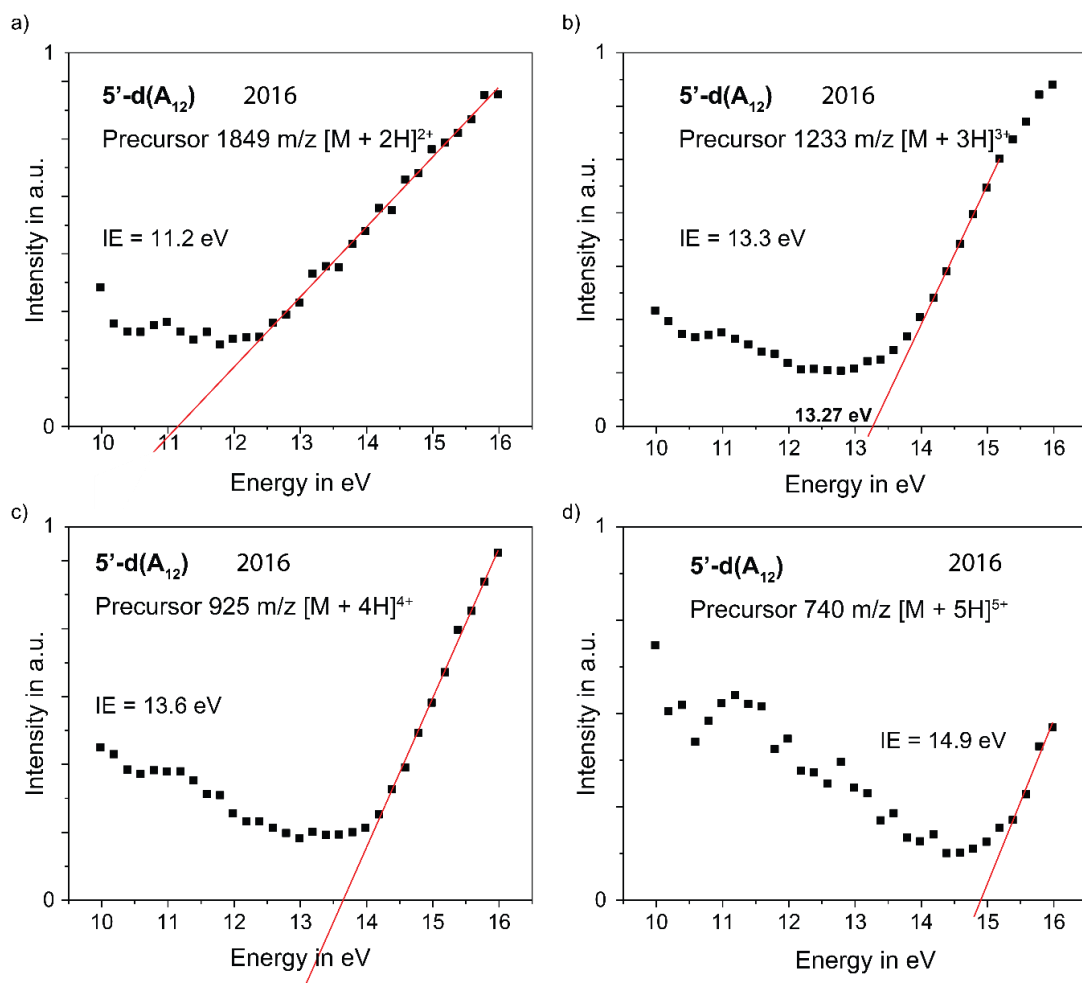 a)
1
5'-d(A₁₂) 2016
Precursor 1849 m/z [M + 2H]²⁺
IE = 11.2 eV
Intensity in a.u.
0
10 11 12 13 14 15 16
Energy in eV
b)
1
5'-d(A₁₂) 2016
Precursor 1233 m/z [M + 3H]³⁺
IE = 13.3 eV
Intensity in a.u.
13.27 eV
0
10 11 12 13 14 15 16
Energy in eV
c)
1
5'-d(A₁₂) 2016
Precursor 925 m/z [M + 4H]⁴⁺
IE = 13.6 eV
Intensity in a.u.
0
10 11 12 13 14 15 16
Energy in eV
d)
1
5'-d(A₁₂) 2016
Precursor 740 m/z [M + 5H]⁵⁺
IE = 14.9 eV
Intensity in a.u.
0
10 11 12 13 14 15 16
Energy in eV